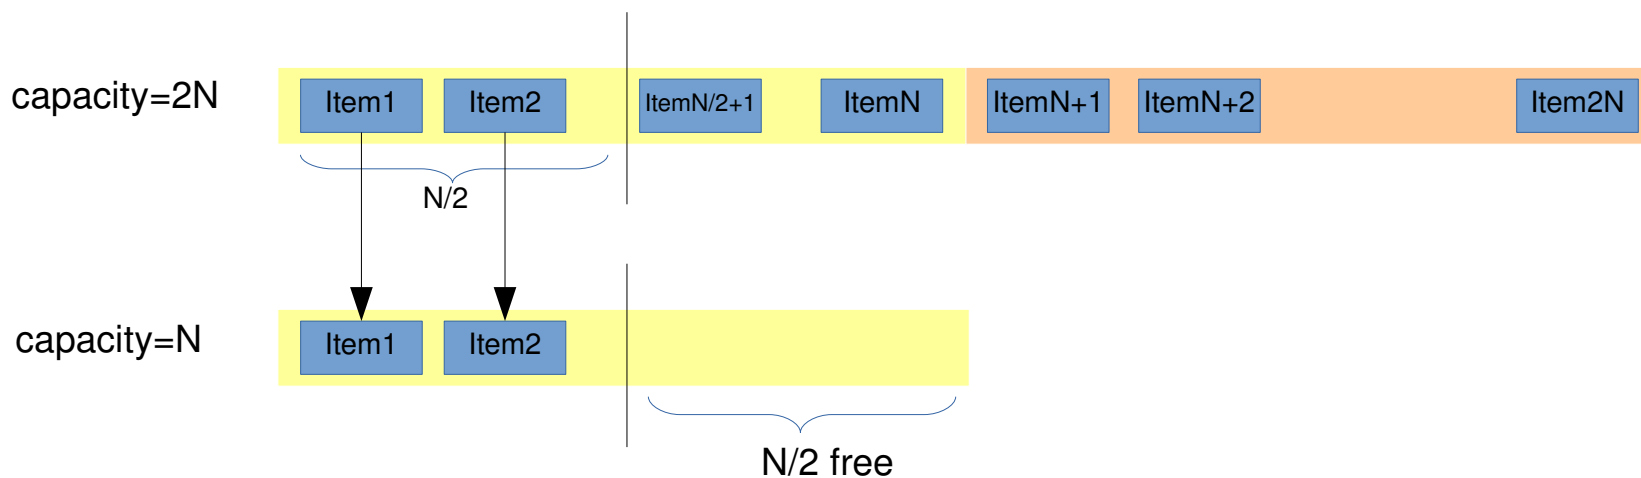 capacity=2N
Item1
Item2
ItemN/2+1
ItemN
ItemN+1
ItemN+2
Item2N
N/2
capacity=N
Item1
Item2
N/2 free